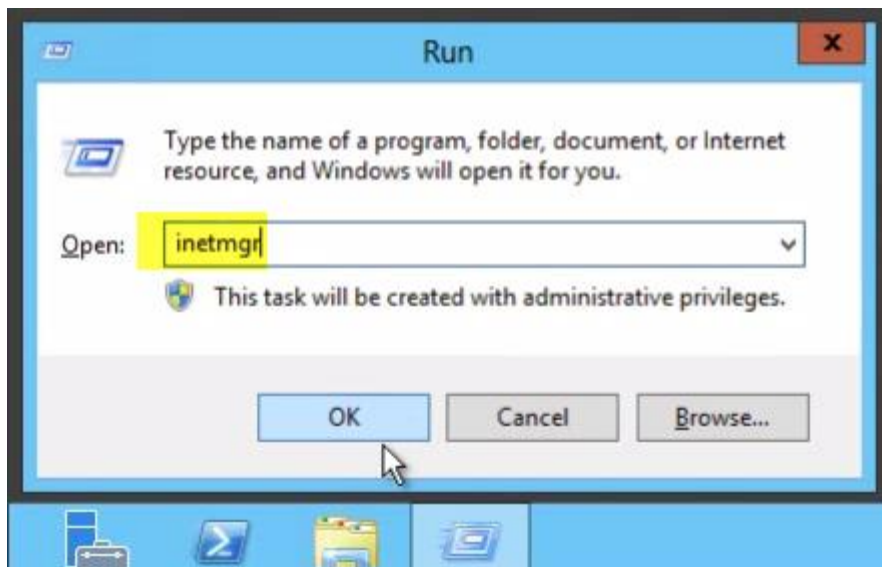 Run
x
Type the name of a program, folder, document, or Internet
resource, and Windows will open it for you.
Open: inetmgr
This task will be created with administrative privileges.
OK Cancel Browse...